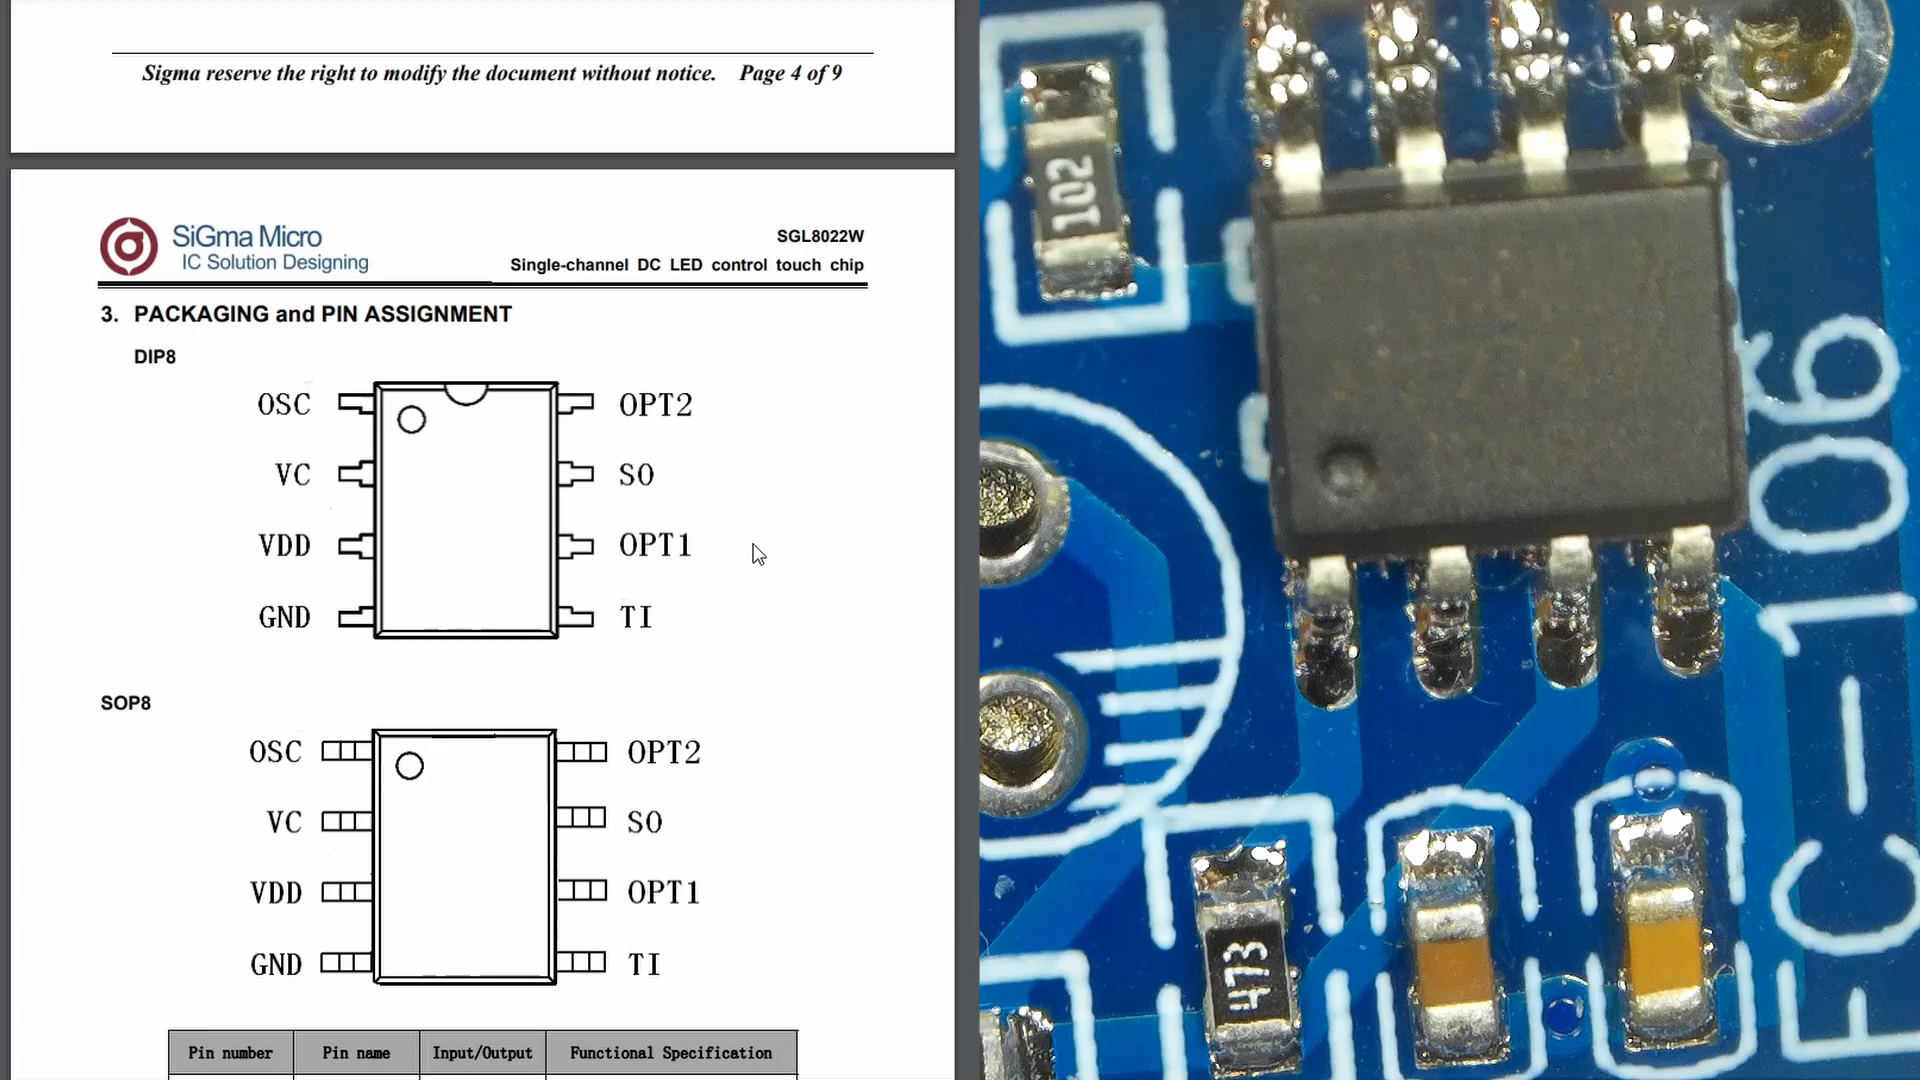 Sigma reserve the right to modify the document without notice. Page 4 of 9
SiGma Micro
IC Solution Designing
SGL8022W
Single-channel DC LED control touch chip
3. PACKAGING and PIN ASSIGNMENT
DIP8
OSC OPT2
VC SO
VDD OPT1
GND TI
SOP8
OSC OPT2
VC SO
VDD OPT1
GND TI
Pin number Pin name Input/Output Functional Specification
102
473
FC-106